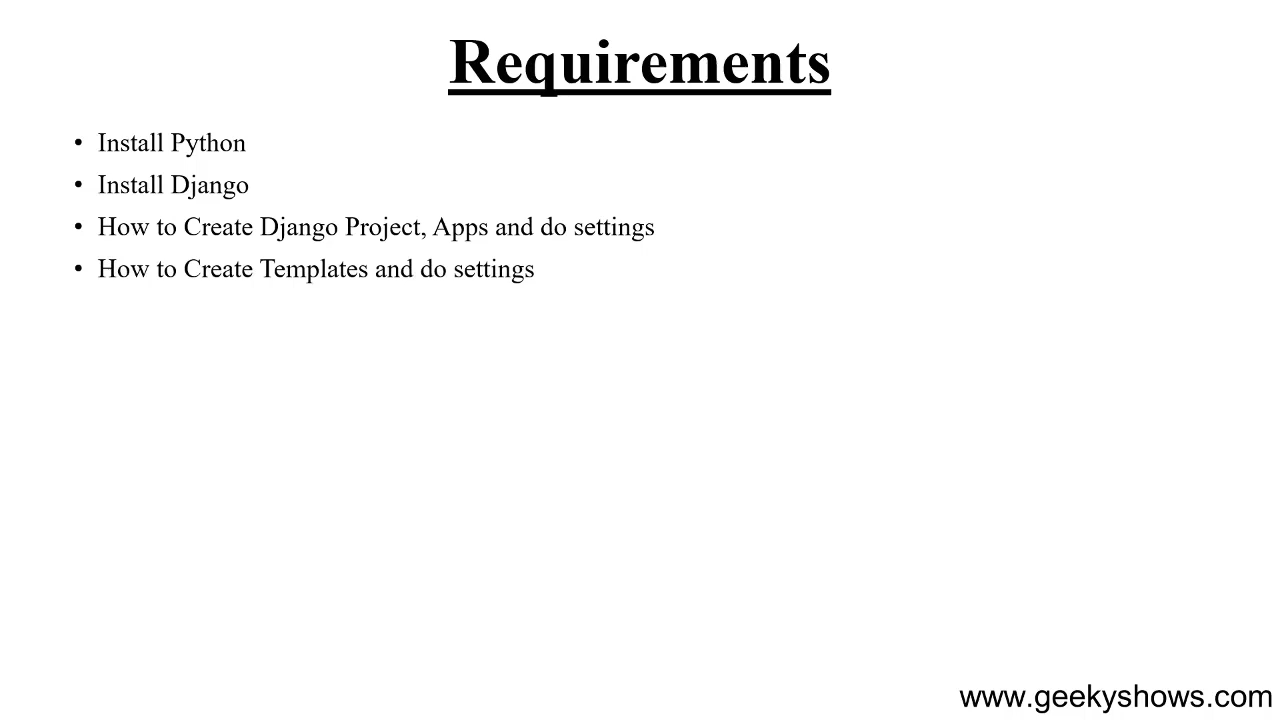 Requirements
• Install Python
• Install Django
• How to Create Django Project, Apps and do settings
• How to Create Templates and do settings
www.geekyshows.com